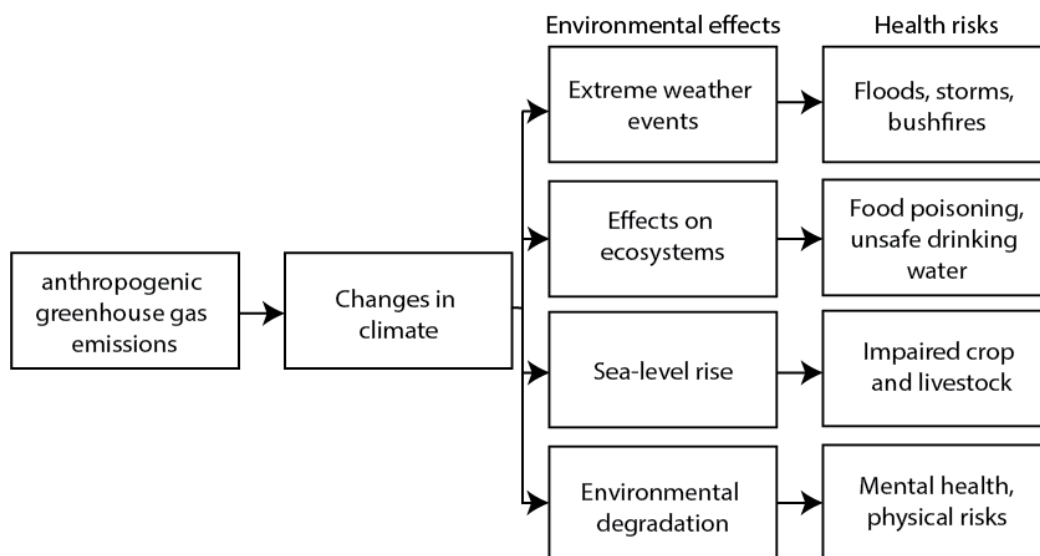 Environmental effects
Health risks
Extreme weather
events
Floods, storms,
bushfires
Effects on
ecosystems
Food poisoning,
unsafe drinking
water
anthropogenic
greenhouse gas
emissions
Changes in
climate
Sea-level rise
Impaired crop
and livestock
Environmental
degradation
Mental health,
physical risks